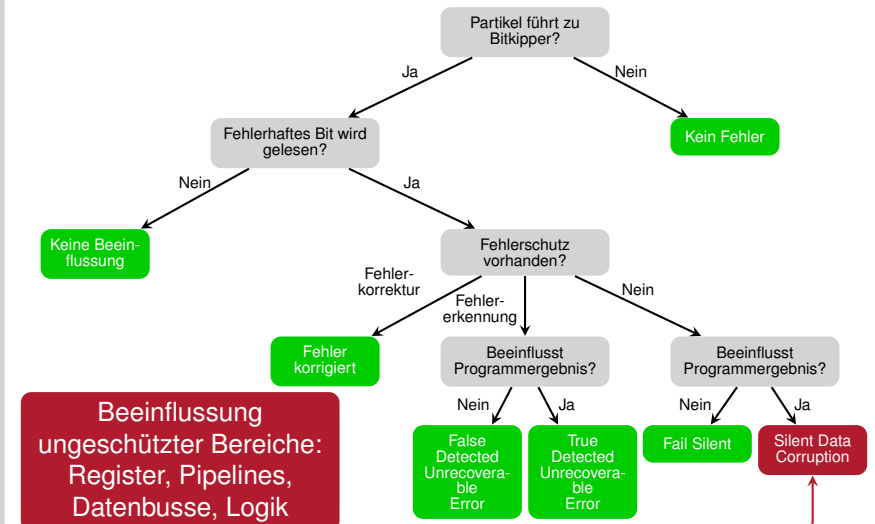 Partikel führt zu
Bitkipper?
Ja
Nein
Fehlerhaftes Bit wird
gelesen?
Kein Fehler
Nein
Ja
Keine Beein-
flussung
Fehlerschutz
vorhanden?
Fehler-
korrektur
Fehler-
erkennung
Nein
Fehler
korrigiert
Beeinflusst
Programmergebnis?
Beeinflusst
Programmergebnis?
Nein
Ja
Nein
Ja
False
Detected
Unrecovera-
ble
Error
True
Detected
Unrecovera-
ble
Error
Fail Silent
Silent Data
Corruption
Beeinflussung
ungeschützter Bereiche:
Register, Pipelines,
Datenbusse, Logik